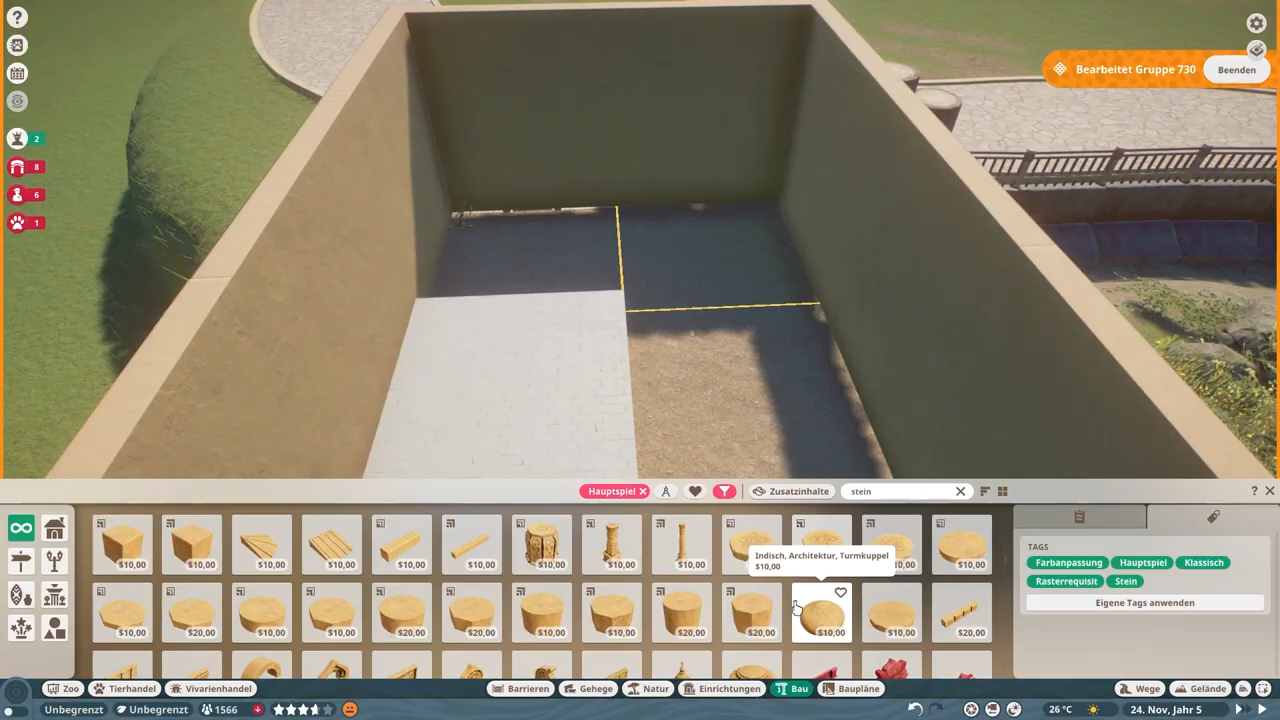 ?
2
8
6
1
Bearbeitet Gruppe 730
Beenden
Hauptspiel ×
Zusatzinhalte
stein
?
$10,00 $10,00 $10,00 $10,00 $10,00 $10,00 $10,00 $10,00 $10,00 $10,00 $10,00 $10,00 $10,00
Indisch, Architektur, Turmkuppel
$10,00
$10,00 $20,00 $10,00 $10,00 $20,00 $20,00 $10,00 $10,00 $20,00 $20,00 $10,00 $10,00 $20,00
TAGS
Farbanpassung Hauptspiel Klassisch
Rasterrequisit Stein
Eigene Tags anwenden
Zoo Tierhandel Vivarienhandel Barrieren Gehege Natur Einrichtungen Bau Baupläne Wege Gelände
Unbegrenzt Unbegrenzt 1566 26 °C 24. Nov, Jahr 5